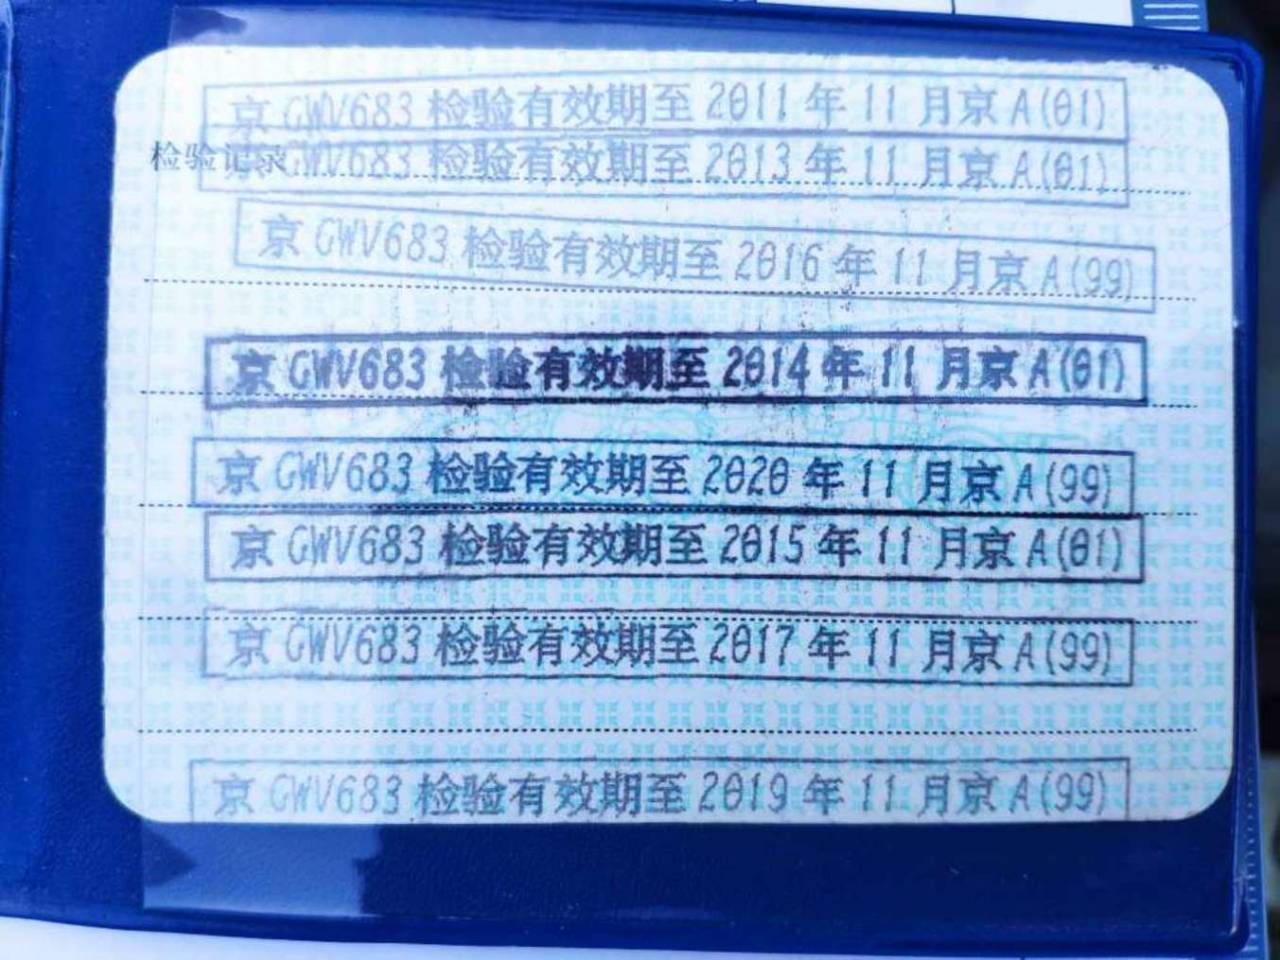 京 GWV683 检验有效期至 2011 年 11 月京 A(01)
检验记录
京 GWV683 检验有效期至 2013 年 11 月京 A(01)
京 GWV683 检验有效期至 2016 年 11 月京 A(99)
京 GWV683 检验有效期至 2014 年 11 月京 A(01)
京 GWV683 检验有效期至 2020 年 11 月京 A(99)
京 GWV683 检验有效期至 2015 年 11 月京 A(01)
京 GWV683 检验有效期至 2017 年 11 月京 A(99)
京 GWV683 检验有效期至 2019 年 11 月京 A(99)